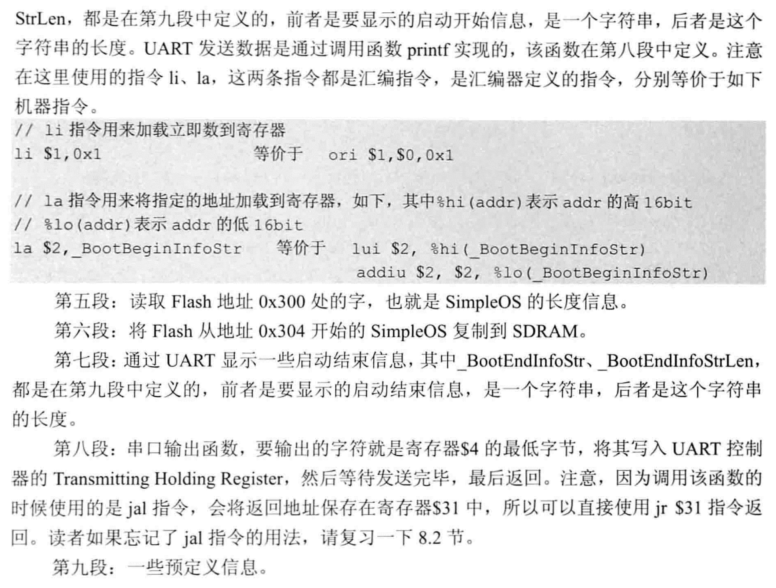 StrLen，都是在第九段中定义的，前者是要显示的启动开始信息，是一个字符串，后者是这个
字符串的长度。UART 发送数据是通过调用函数 printf 实现的，该函数在第八段中定义。注意
在这里使用的指令 li、la，这两条指令都是汇编指令，是汇编器定义的指令，分别等价于如下
机器指令。
// li 指令用来加载立即数到寄存器
li $1,0x1 等价于 ori $1,$0,0x1
// la 指令用来将指定的地址加载到寄存器，如下，其中%hi(addr)表示 addr 的高 16bit
// %lo(addr)表示 addr 的低 16bit
la $2,_BootBeginInfoStr 等价于 lui $2, %hi(_BootBeginInfoStr)
addiu $2, $2, %lo(_BootBeginInfoStr)
第五段：读取 Flash 地址 0x300 处的字，也就是 SimpleOS 的长度信息。
第六段：将 Flash 从地址 0x304 开始的 SimpleOS 复制到 SDRAM。
第七段：通过 UART 显示一些启动结束信息，其中_BootEndInfoStr、_BootEndInfoStrLen，
都是在第九段中定义的，前者是要显示的启动结束信息，是一个字符串，后者是这个字符串
的长度。
第八段：串口输出函数，要输出的字符就是寄存器$4 的最低字节，将其写入 UART 控制
器的 Transmitting Holding Register，然后等待发送完毕，最后返回。注意，因为调用该函数的
时候使用的是 jal 指令，会将返回地址保存在寄存器$31 中，所以可以直接使用 jr $31 指令返
回。读者如果忘记了 jal 指令的用法，请复习一下 8.2 节。
第九段：一些预定义信息。